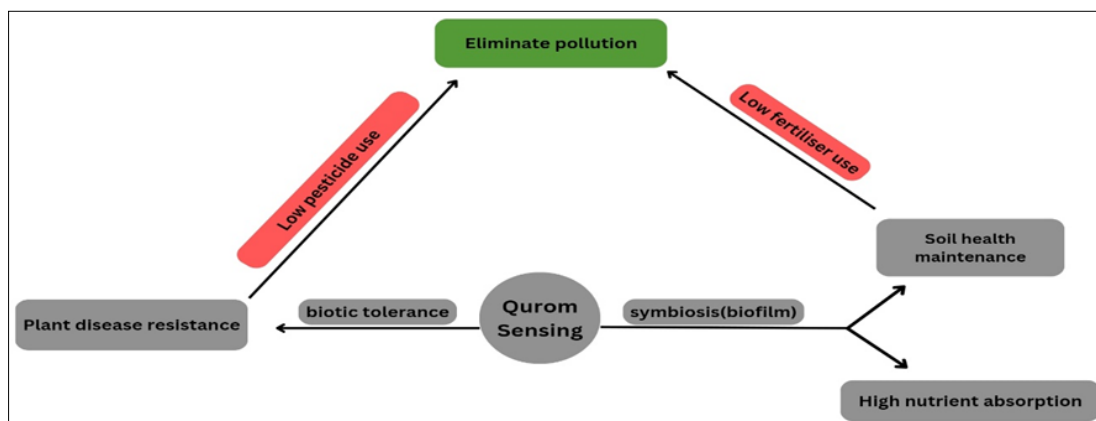 Eliminate pollution
Low pesticide use
Low fertiliser use
Soil health
maintenance
Plant disease resistance
biotic tolerance
Qurom
Sensing
symbiosis(biofilm)
High nutrient absorption